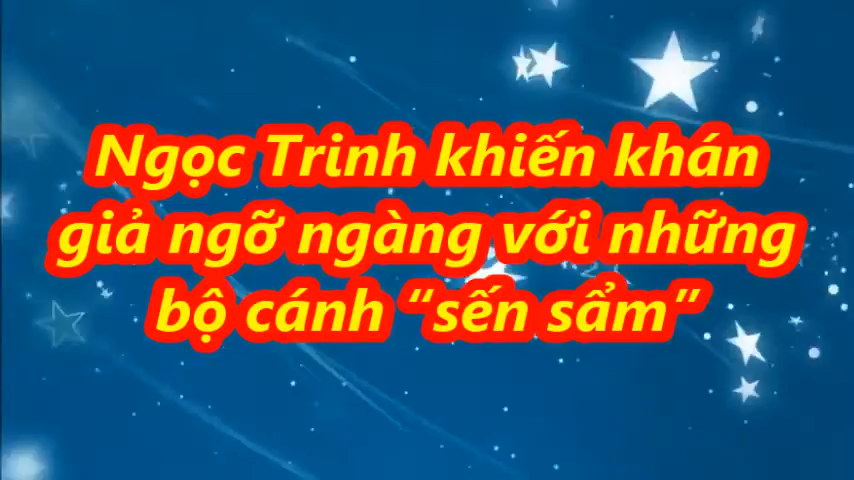 Ngọc Trinh khiến khán
giả ngỡ ngàng với những
bộ cánh “sến sẩm”